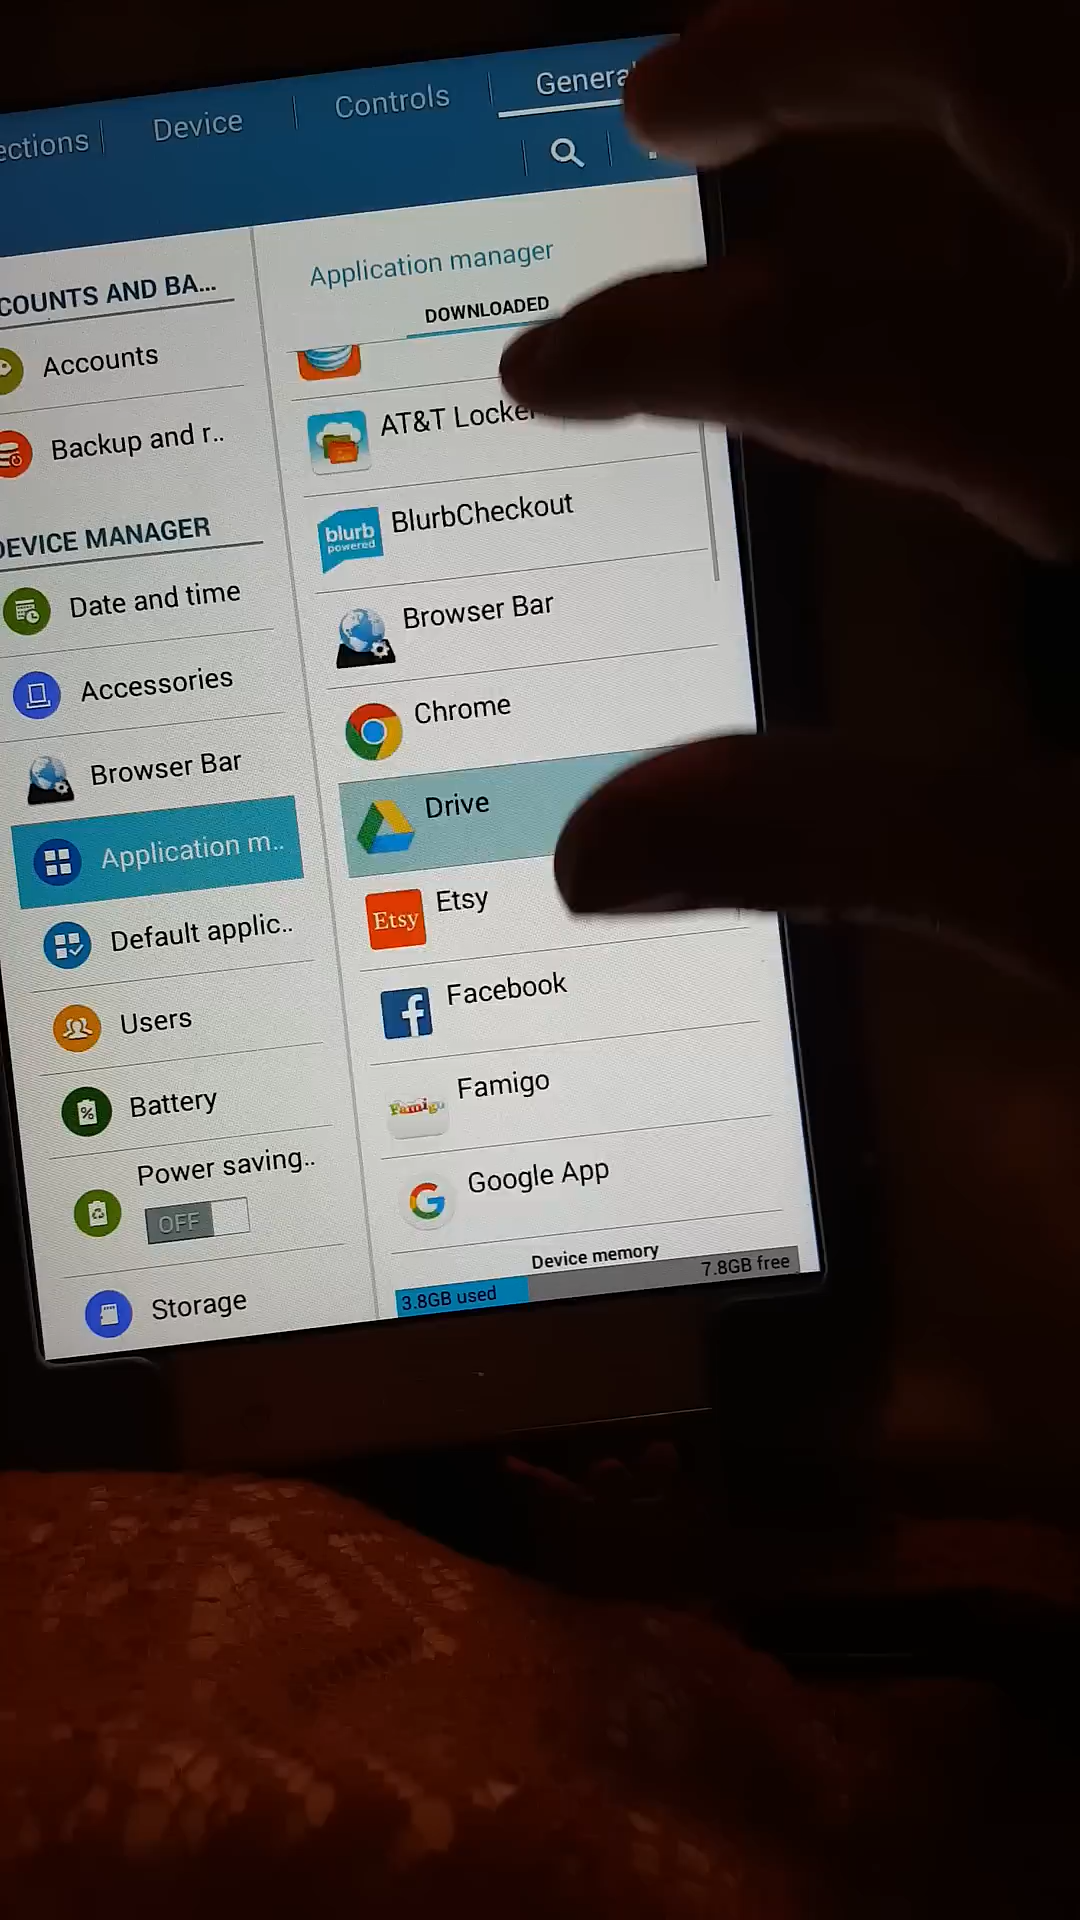 ections
Device
Controls
Genera
COUNTS AND BA...
Accounts
Backup and r..
DEVICE MANAGER
Date and time
Accessories
Browser Bar
Application m..
Default applic..
Users
Battery
Power saving..
OFF
Storage
Application manager
DOWNLOADED
AT&T Locke
blurb
powered
BlurbCheckout
Browser Bar
Chrome
Drive
Etsy
Etsy
Facebook
Famigo
Famigo
Google App
Device memory
3.8GB used
7.8GB free